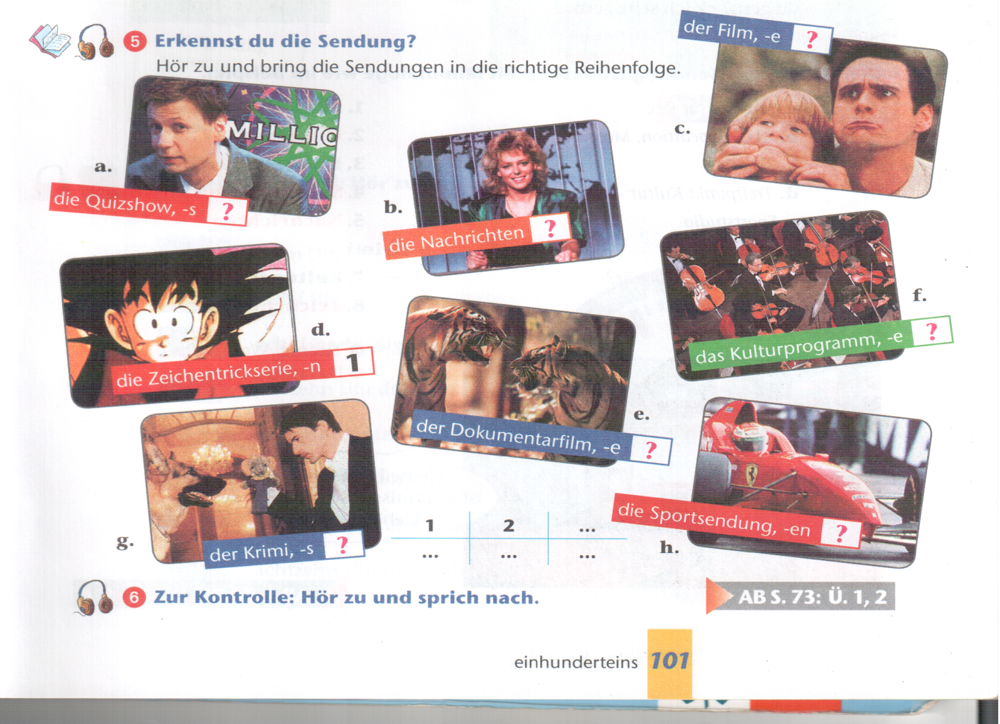 5 Erkennst du die Sendung?
Hör zu und bring die Sendungen in die richtige Reihenfolge.
a.
MILLIO
die Quizshow, -s ?
b.
die Nachrichten ?
c.
der Film, -e ?
d.
die Zeichentrickserie, -n 1
e.
der Dokumentarfilm, -e ?
f.
das Kulturprogramm, -e ?
g.
der Krimi, -s ?
h.
die Sportsendung, -en ?
1 2 ...
... ... ...
6 Zur Kontrolle: Hör zu und sprich nach.
AB S. 73: Ü. 1, 2
einhunderteins 101